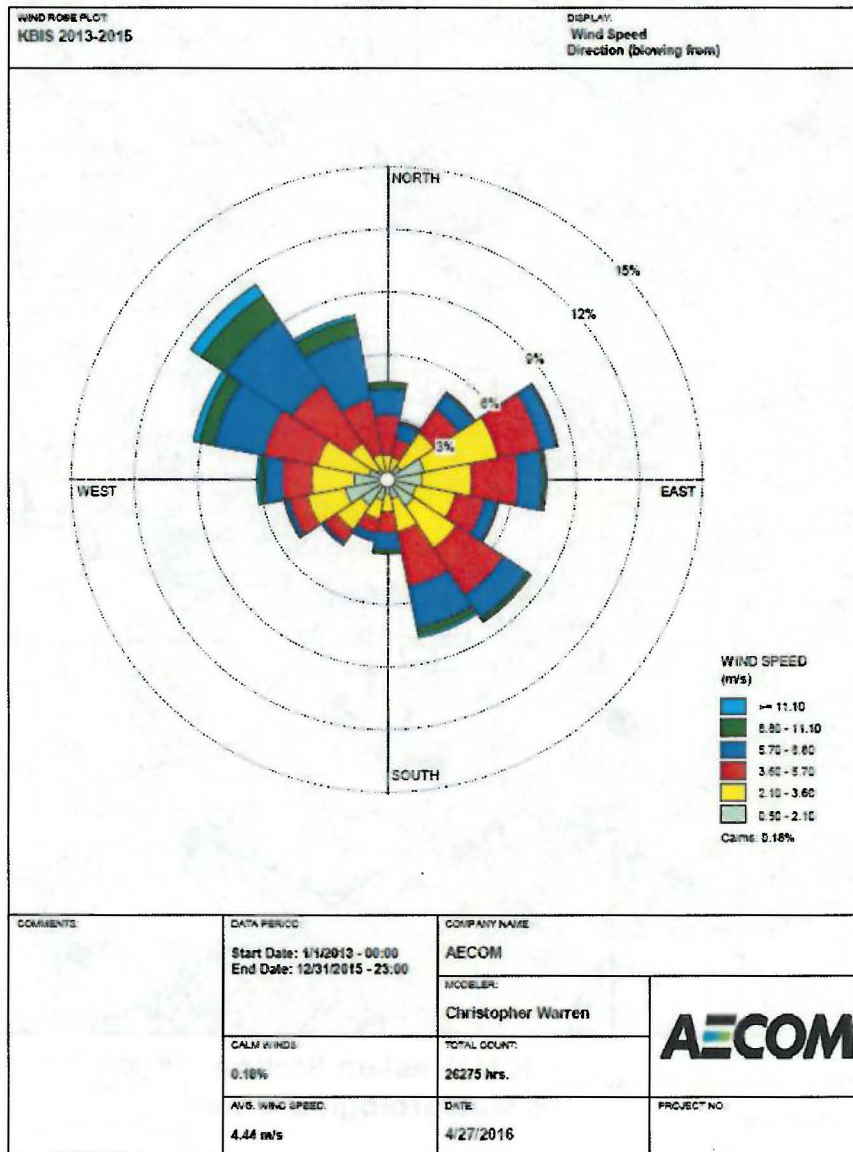 WIND ROSE PLOT:
KBIS 2013-2015
DISPLAY:
Wind Speed
Direction (blowing from)
NORTH
15%
12%
9%
6%
3%
WEST
EAST
SOUTH
WIND SPEED
(m/s)
>= 11.10
8.80 - 11.10
5.70 - 8.80
3.60 - 5.70
2.10 - 3.60
0.50 - 2.10
Calms: 0.18%
COMMENTS:
DATA PERIOD:
Start Date: 1/1/2013 - 00:00
End Date: 12/31/2015 - 23:00
COMPANY NAME:
AECOM
MODELER:
Christopher Warren
CALM WINDS:
0.18%
TOTAL COUNT:
26275 hrs.
AECOM
AVG. WIND SPEED:
4.44 m/s
DATE:
4/27/2016
PROJECT NO.